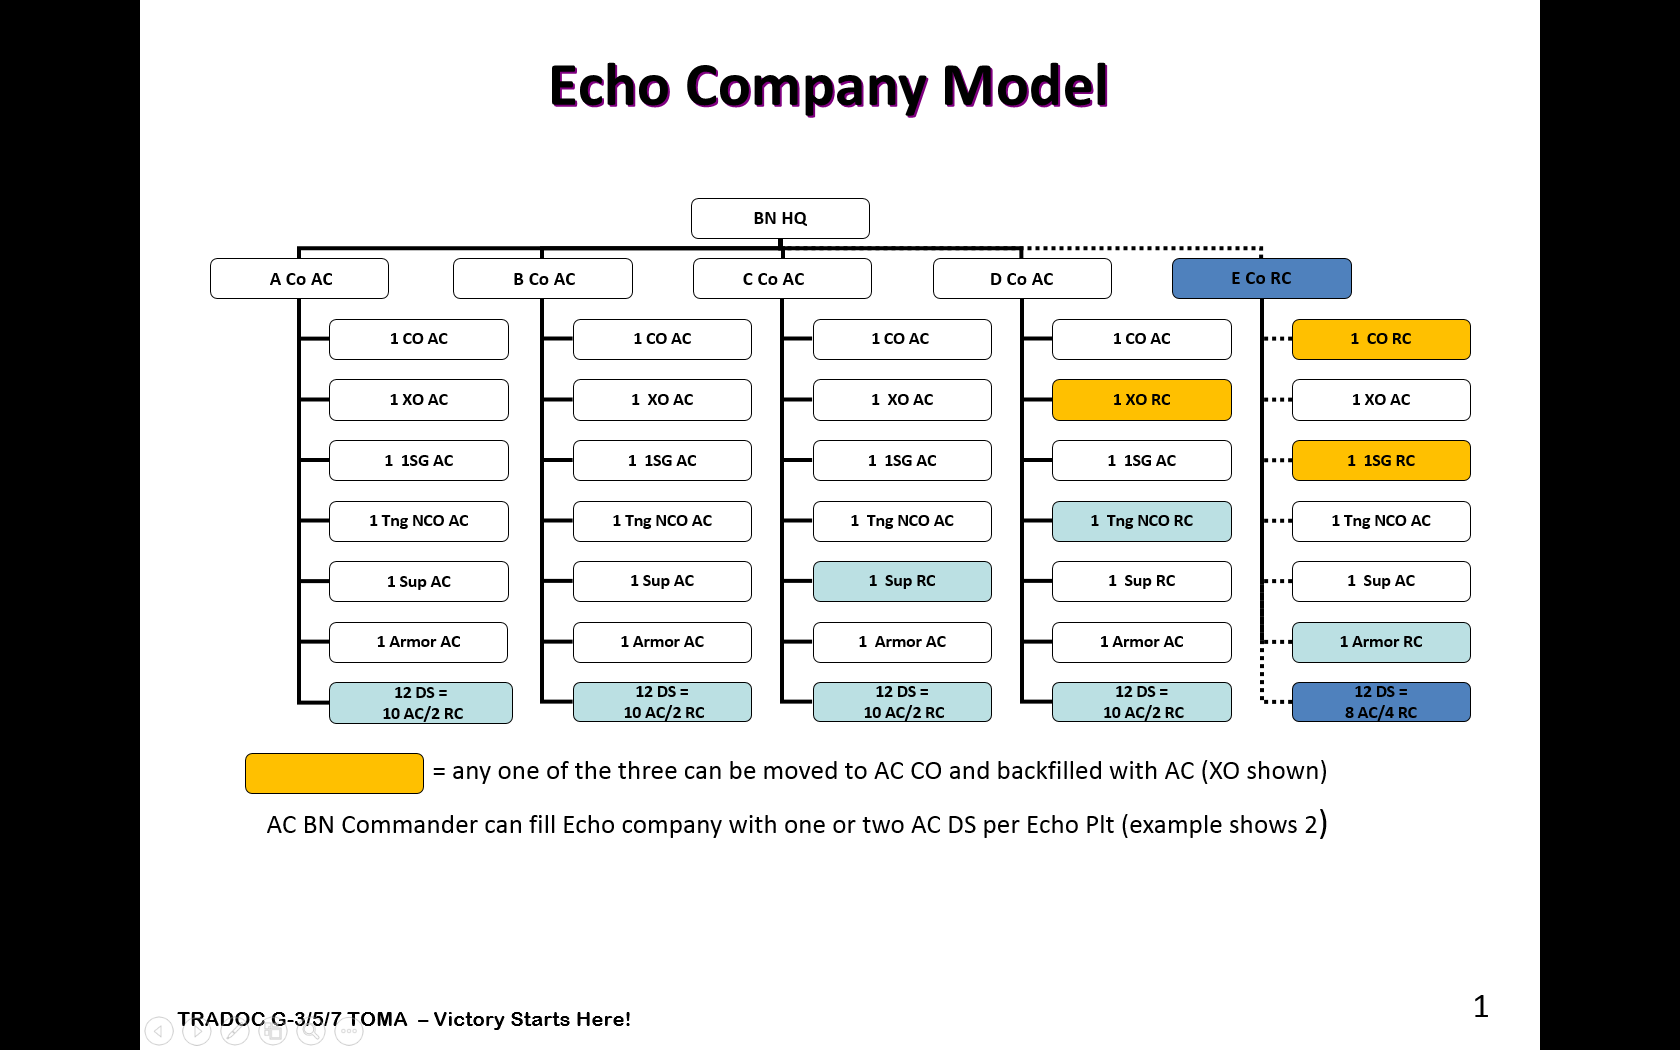 Echo Company Model
BN HQ
A Co AC
B Co AC
C Co AC
D Co AC
E Co RC
1 CO AC
1 CO AC
1 CO AC
1 CO AC
1 CO RC
1 XO AC
1 XO AC
1 XO AC
1 XO RC
1 XO AC
1 1SG AC
1 1SG AC
1 1SG AC
1 1SG AC
1 1SG RC
1 Tng NCO AC
1 Tng NCO AC
1 Tng NCO AC
1 Tng NCO RC
1 Tng NCO AC
1 Sup AC
1 Sup AC
1 Sup RC
1 Sup RC
1 Sup AC
1 Armor AC
1 Armor AC
1 Armor AC
1 Armor AC
1 Armor RC
12 DS =
10 AC/2 RC
12 DS =
10 AC/2 RC
12 DS =
10 AC/2 RC
12 DS =
10 AC/2 RC
12 DS =
8 AC/4 RC
= any one of the three can be moved to AC CO and backfilled with AC (XO shown)
AC BN Commander can fill Echo company with one or two AC DS per Echo Plt (example shows 2)
1
TRADOC G-3/5/7 TOMA – Victory Starts Here!